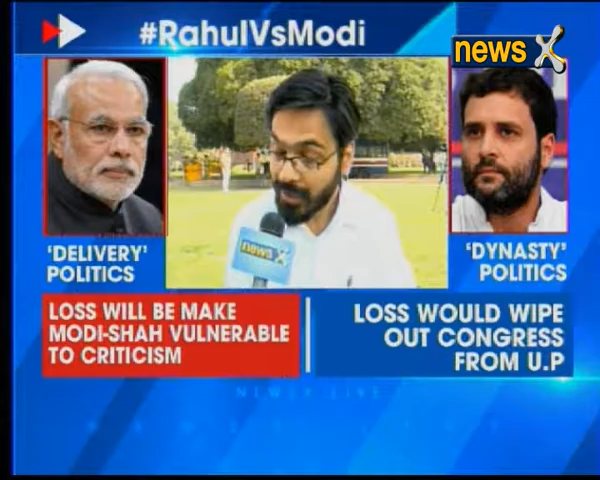 #RahulVsModi
news X
news X
'DELIVERY'
POLITICS
'DYNASTY'
POLITICS
LOSS WILL BE MAKE
MODI-SHAH VULNERABLE
TO CRITICISM
LOSS WOULD WIPE
OUT CONGRESS
FROM U.P